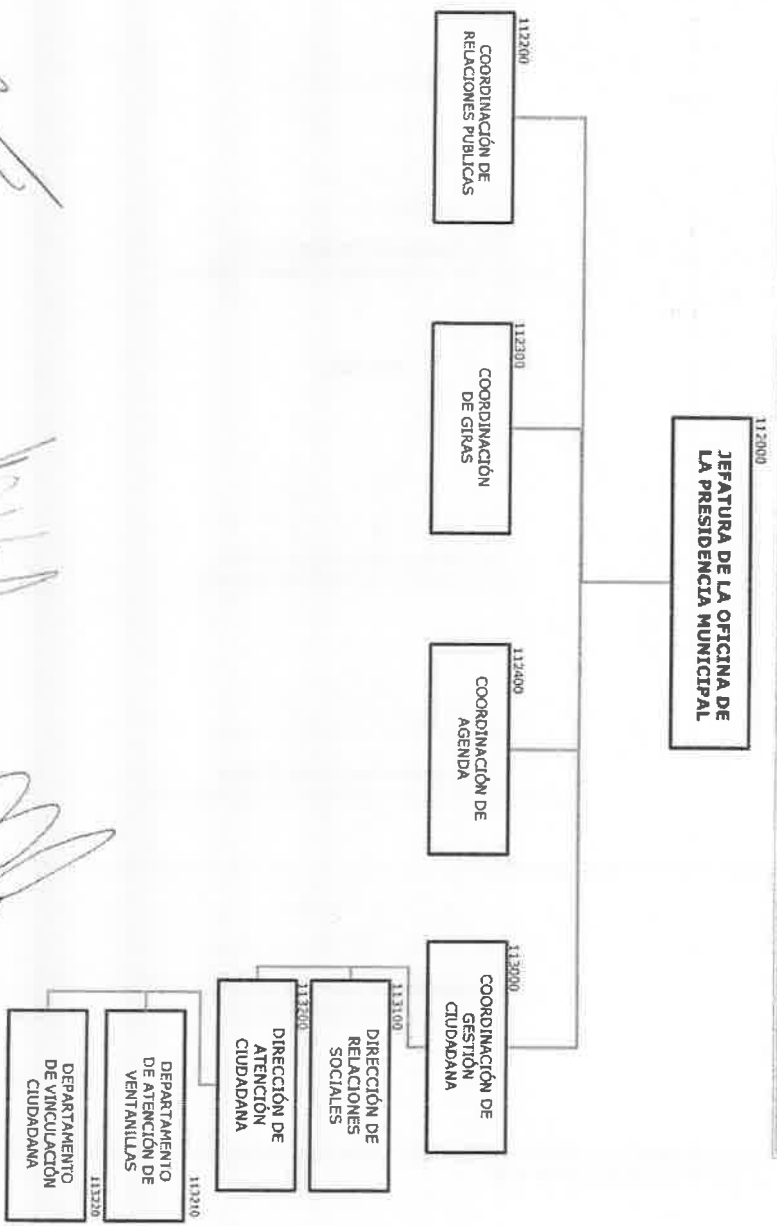 112000
JEFATURA DE LA OFICINA DE
LA PRESIDENCIA MUNICIPAL
112200
COORDINACIÓN DE
RELACIONES PUBLICAS
112300
COORDINACIÓN
DE GIRAS
112400
COORDINACIÓN DE
AGENDA
113000
COORDINACIÓN DE
GESTIÓN
CIUDADANA
113100
DIRECCIÓN DE
RELACIONES
SOCIALES
113200
DIRECCIÓN DE
ATENCIÓN
CIUDADANA
113210
DEPARTAMENTO
DE ATENCIÓN DE
VENTANILLAS
113220
DEPARTAMENTO
DE VINCULACIÓN
CIUDADANA